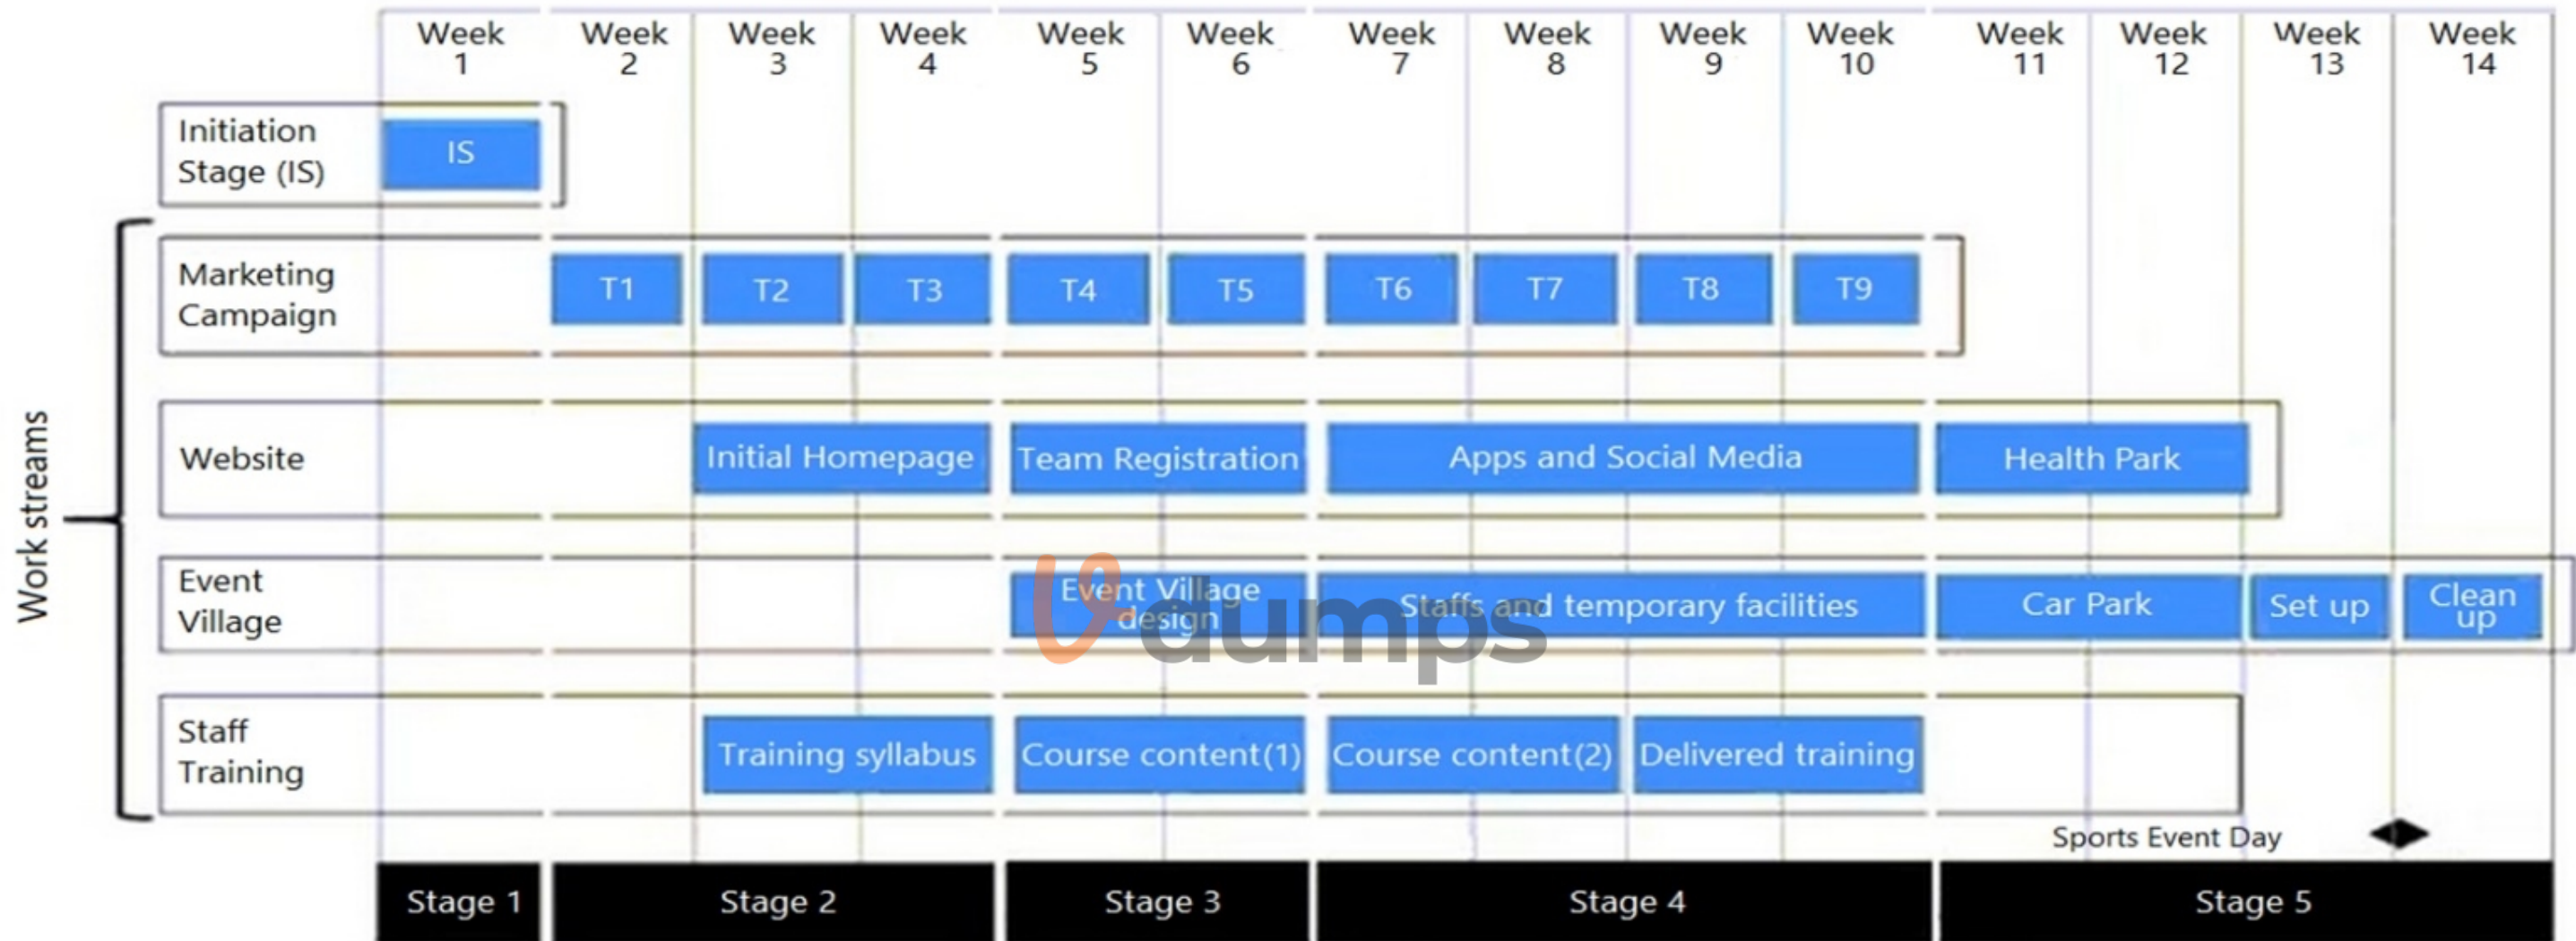 Week Week Week Week Week Week Week Week Week Week Week Week Week Week
1 2 3 4 5 6 7 8 9 10 11 12 13 14
Initiation
Stage (IS)
IS
Work streams
Marketing
Campaign
T1 T2 T3 T4 T5 T6 T7 T8 T9
Website
Initial Homepage Team Registration Apps and Social Media Health Park
Event
Village
Event Village
design
Staffs and temporary facilities
Car Park
Set up
Clean
up
dumps
Staff
Training
Training syllabus Course content(1) Course content(2) Delivered training
Sports Event Day
Stage 1 Stage 2 Stage 3 Stage 4 Stage 5